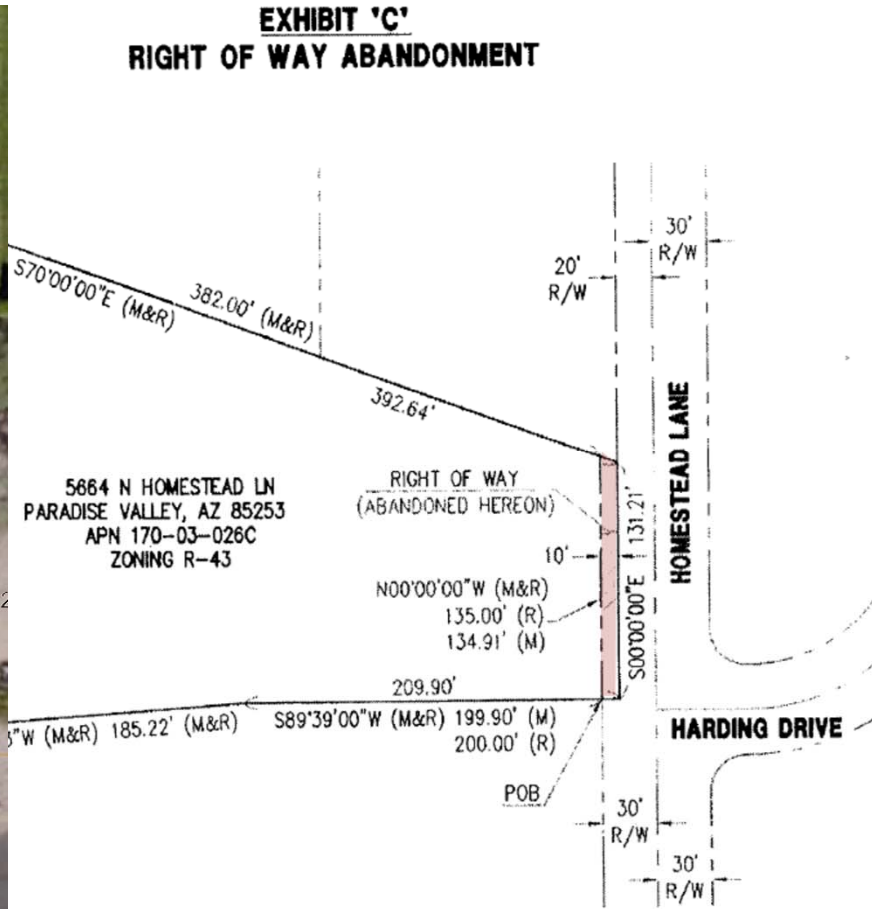 EXHIBIT 'C'
RIGHT OF WAY ABANDONMENT
30'
R/W
20'
R/W
S70°00'00"E (M&R)
382.00' (M&R)
392.64'
HOMESTEAD LANE
5664 N HOMESTEAD LN
PARADISE VALLEY, AZ 85253
APN 170-03-026C
ZONING R-43
RIGHT OF WAY
(ABANDONED HEREON)
131.21'
S00°00'00"E
10'
N00°00'00"W (M&R)
135.00' (R)
134.91' (M)
209.90'
"W (M&R) 185.22' (M&R)
S89°39'00"W (M&R) 199.90' (M)
200.00' (R)
HARDING DRIVE
POB
30'
R/W
30'
R/W